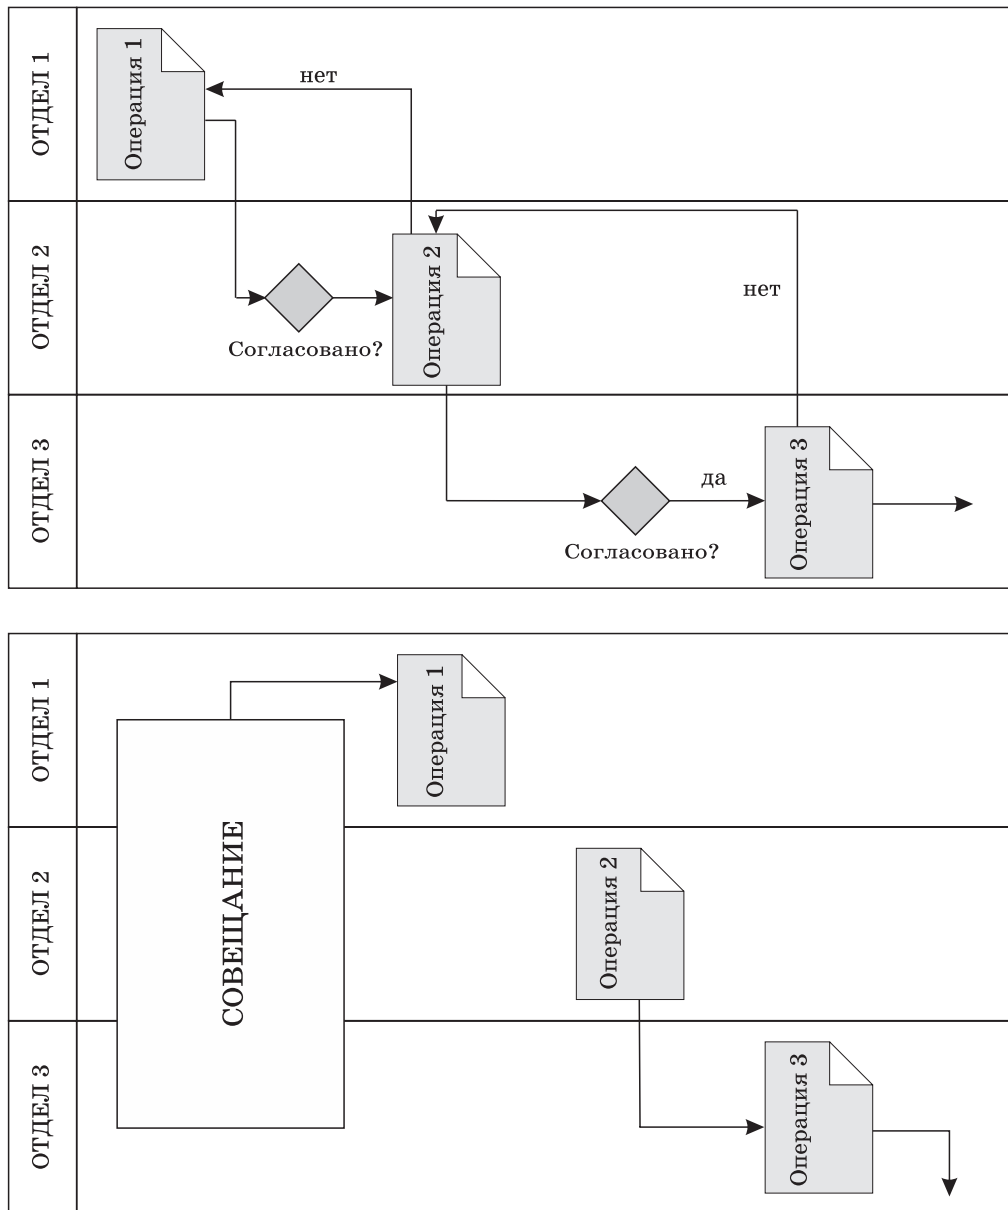 ОТДЕЛ 1
Операция 1
нет
ОТДЕЛ 2
Согласовано?
Операция 2
нет
ОТДЕЛ 3
Согласовано?
да
Операция 3
ОТДЕЛ 1
Операция 1
СОВЕЩАНИЕ
ОТДЕЛ 2
Операция 2
ОТДЕЛ 3
Операция 3